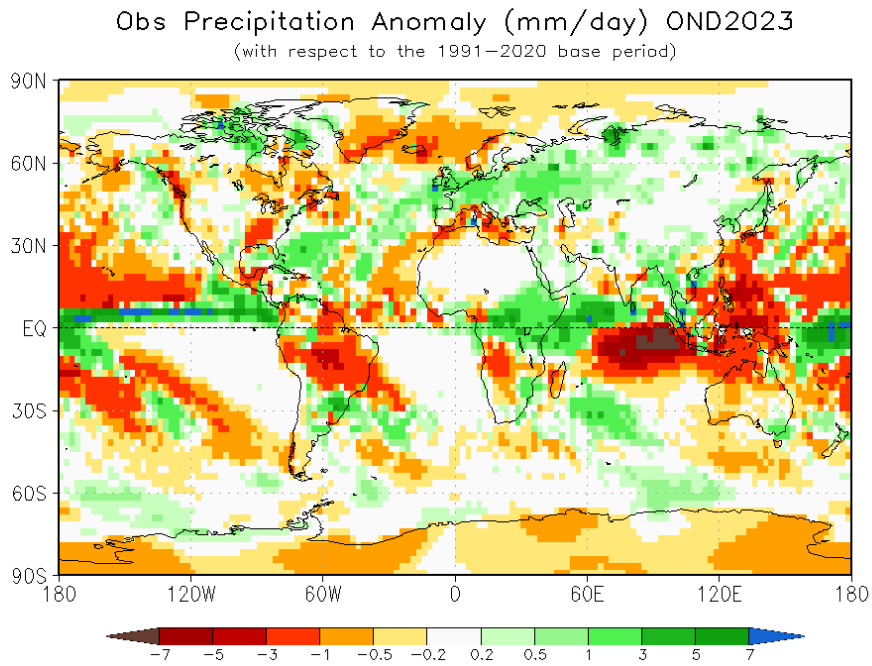 Obs Precipitation Anomaly (mm/day) OND2023
(with respect to the 1991–2020 base period)
90N
60N
30N
EQ
30S
60S
90S
180 120W 60W 0 60E 120E 180
−7 −5 −3 −1 −0.5 −0.2 0.2 0.5 1 3 5 7